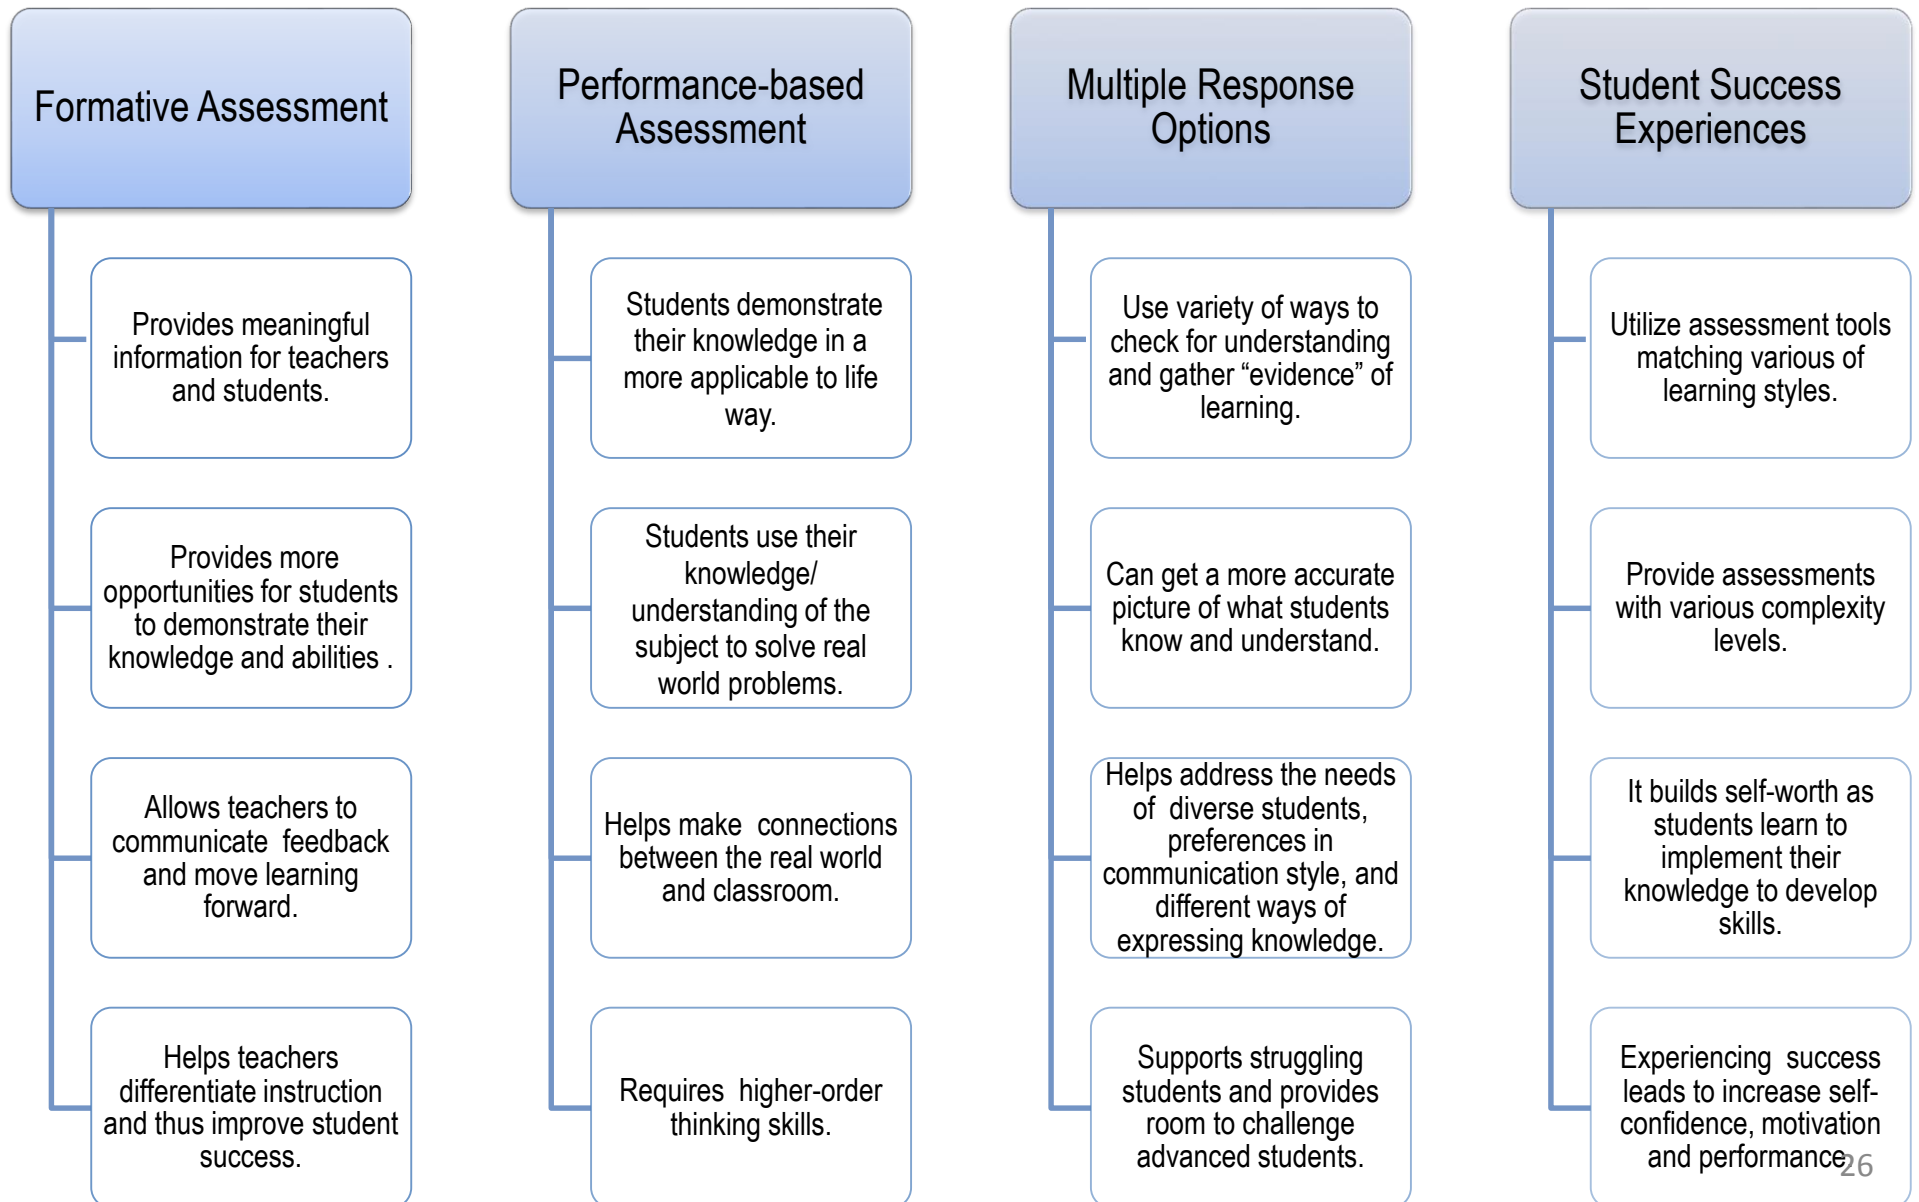 Formative Assessment
Provides meaningful
information for teachers
and students.
Provides more
opportunities for students
to demonstrate their
knowledge and abilities .
Allows teachers to
communicate feedback
and move learning
forward.
Helps teachers
differentiate instruction
and thus improve student
success.
Performance-based
Assessment
Students demonstrate
their knowledge in a
more applicable to life
way.
Students use their
knowledge/
understanding of the
subject to solve real
world problems.
Helps make connections
between the real world
and classroom.
Requires higher-order
thinking skills.
Multiple Response
Options
Use variety of ways to
check for understanding
and gather “evidence” of
learning.
Can get a more accurate
picture of what students
know and understand.
Helps address the needs
of diverse students,
preferences in
communication style, and
different ways of
expressing knowledge.
Supports struggling
students and provides
room to challenge
advanced students.
Student Success
Experiences
Utilize assessment tools
matching various of
learning styles.
Provide assessments
with various complexity
levels.
It builds self-worth as
students learn to
implement their
knowledge to develop
skills.
Experiencing success
leads to increase self-
confidence, motivation
and performance.
26